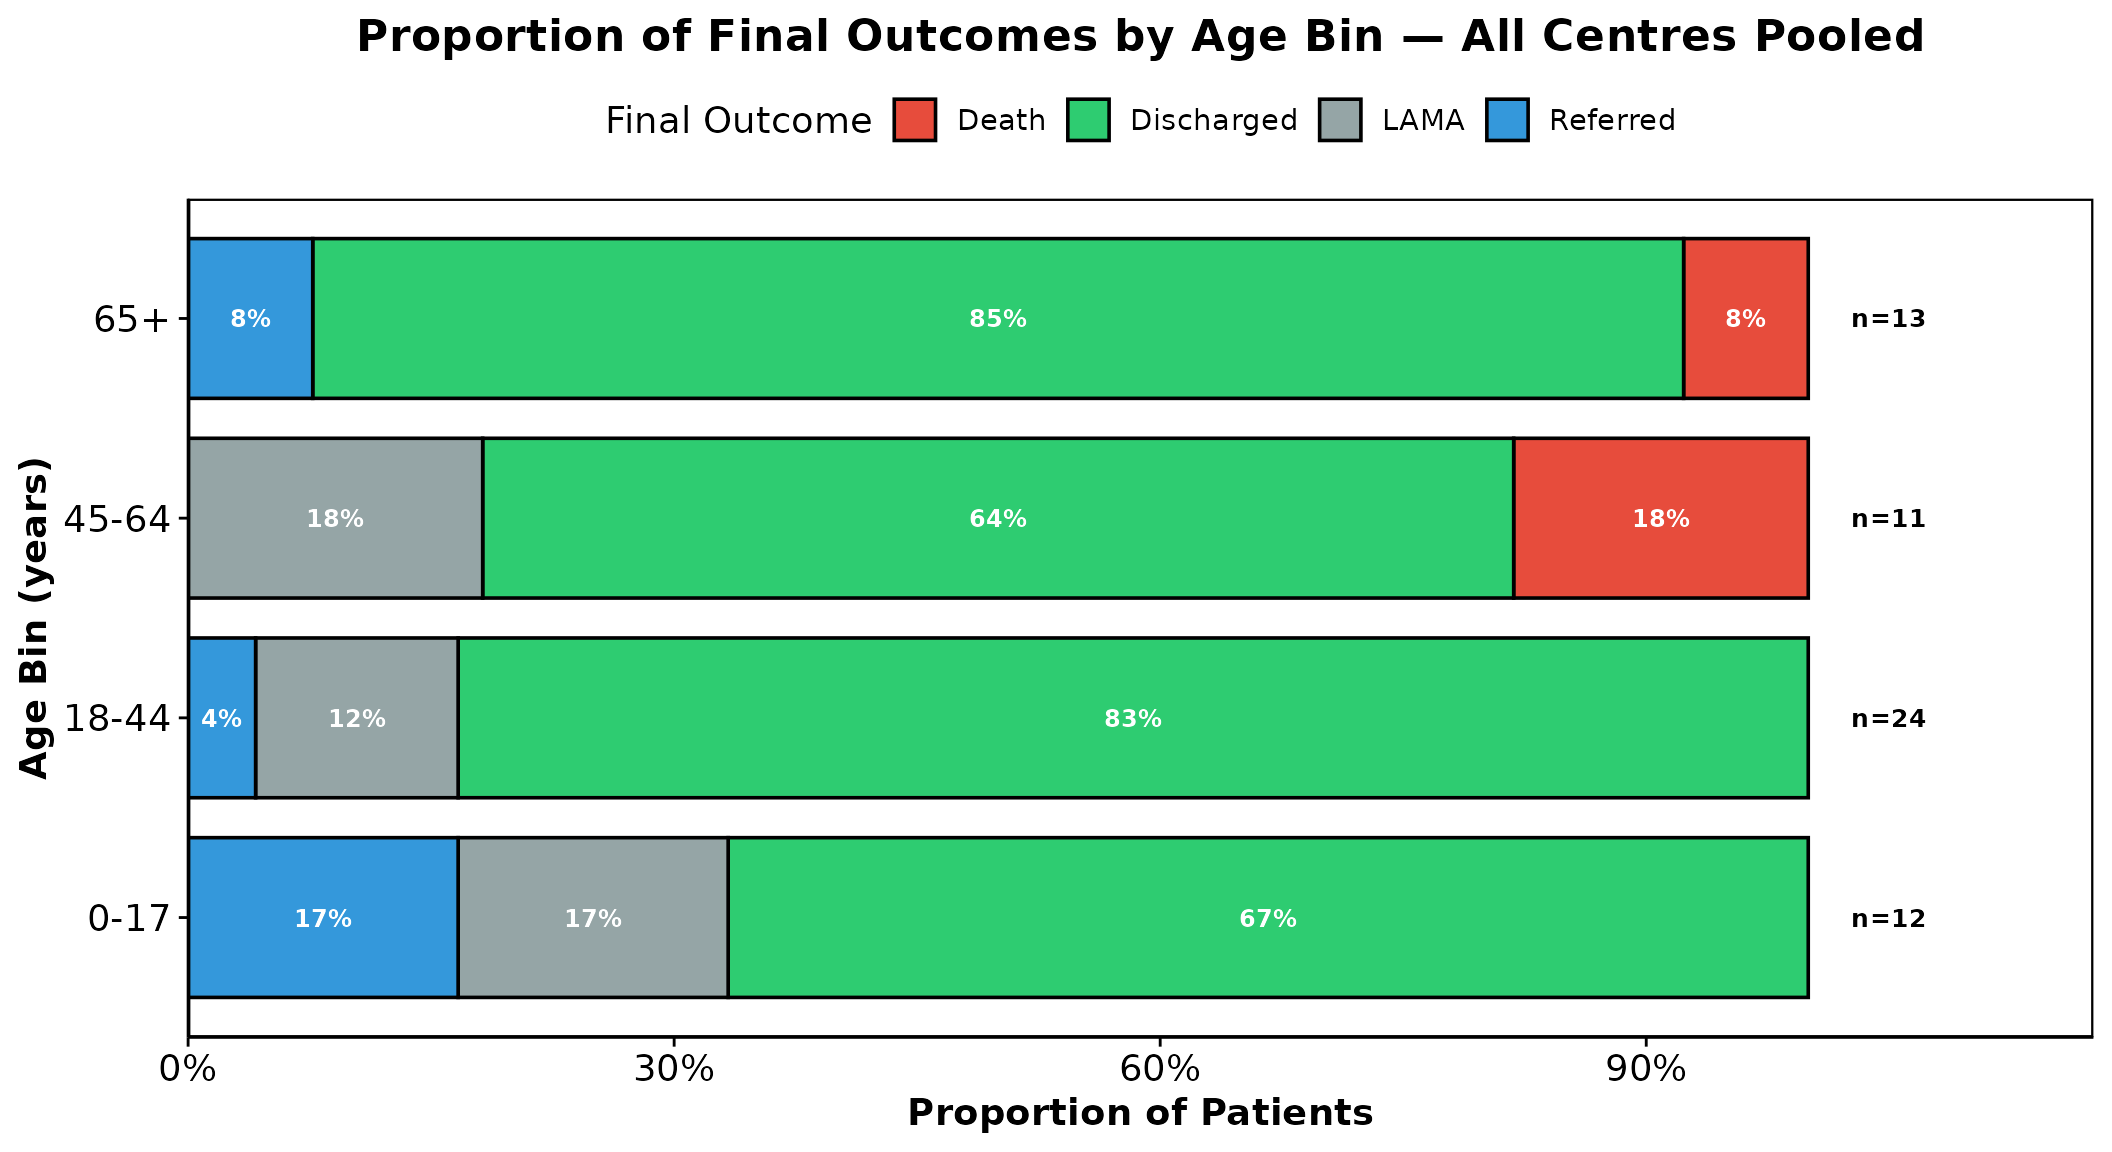 Proportion of Final Outcomes by Age Bin — All Centres Pooled
Final Outcome Death Discharged LAMA Referred
65+ 8% 85% 8% n=13
45-64 18% 64% 18% n=11
18-44 4% 12% 83% n=24
0-17 17% 17% 67% n=12
Age Bin (years)
0% 30% 60% 90%
Proportion of Patients